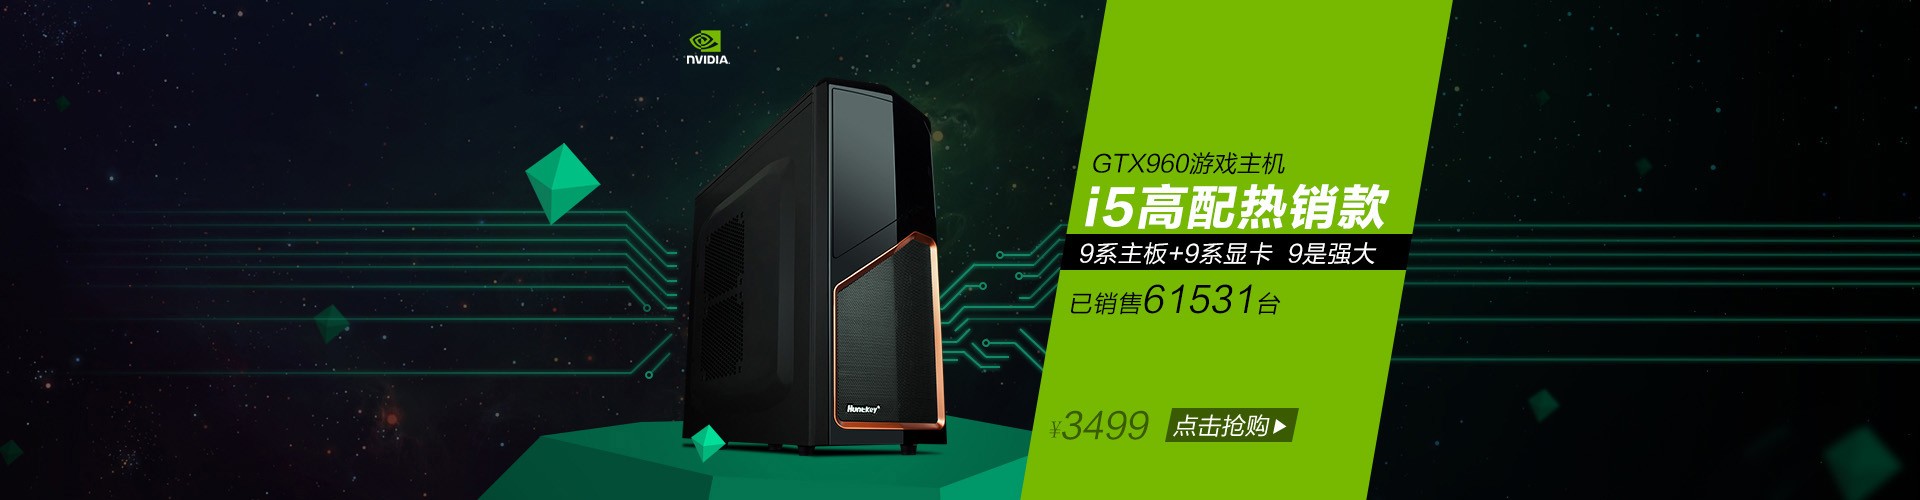 NVIDIA.
GTX960游戏主机
i5高配热销款
9系主板+9系显卡 9是强大
已销售61531台
¥3499 点击抢购▶
Huntkey